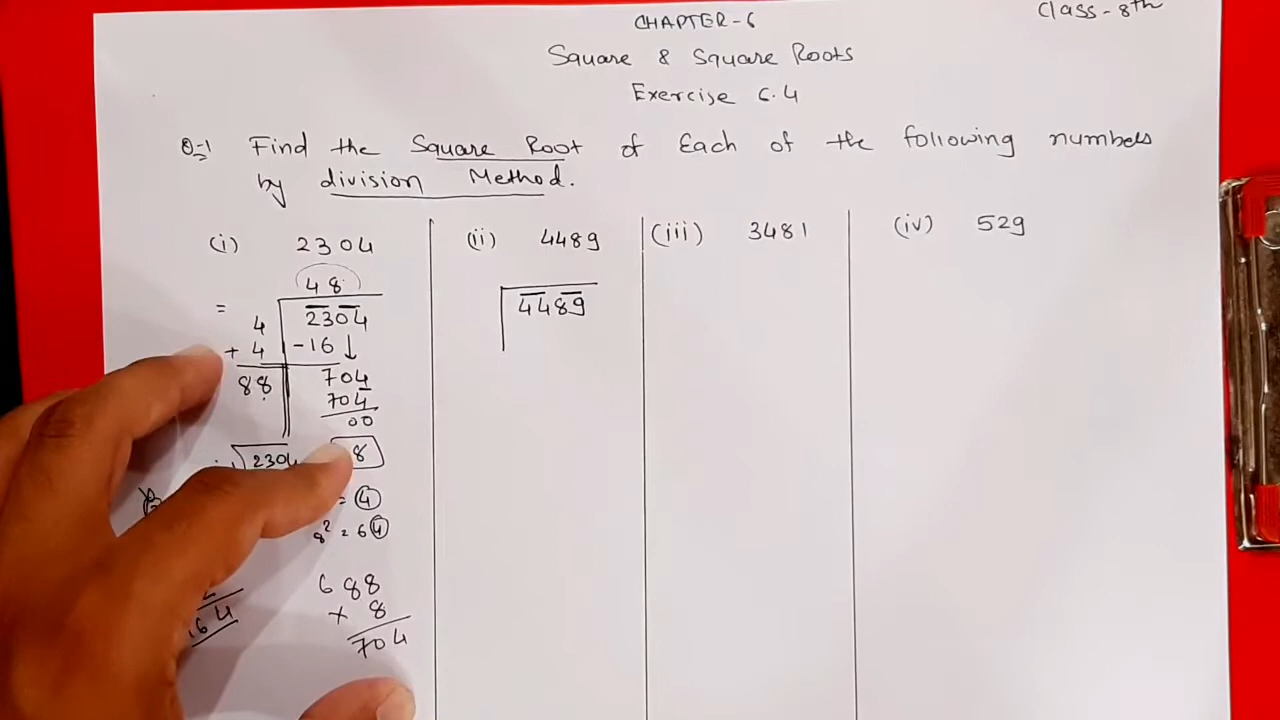 CHAPTER-6
Class-8th
Square & Square Roots
Exercise 6.4
Q-1 Find the Square Root of Each of the following numbers
by division Method.
(i) 2304
48
=
2304
4
+ 4
-16 ↓
88
704
704
00
√2304
8
= 4
8² = 64
688
× 8
704
164
(ii) 4489
4489
(iii) 3481
(iv) 529